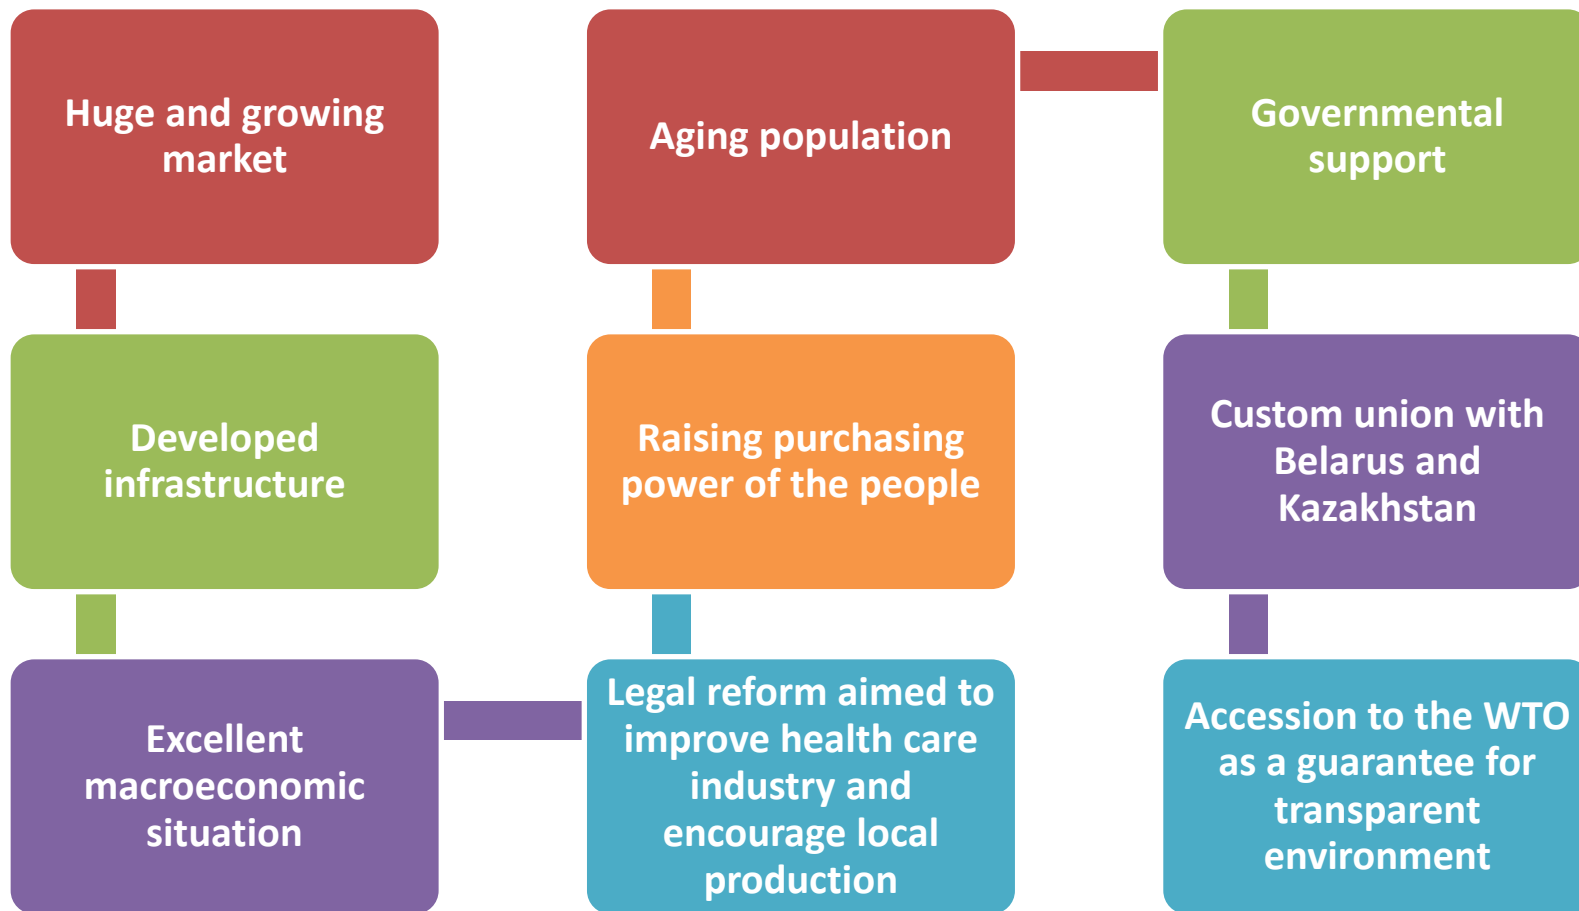 Huge and growing
market
Developed
infrastructure
Excellent
macroeconomic
situation
Legal reform aimed to
improve health care
industry and
encourage local
production
Raising purchasing
power of the people
Aging population
Governmental
support
Custom union with
Belarus and
Kazakhstan
Accession to the WTO
as a guarantee for
transparent
environment